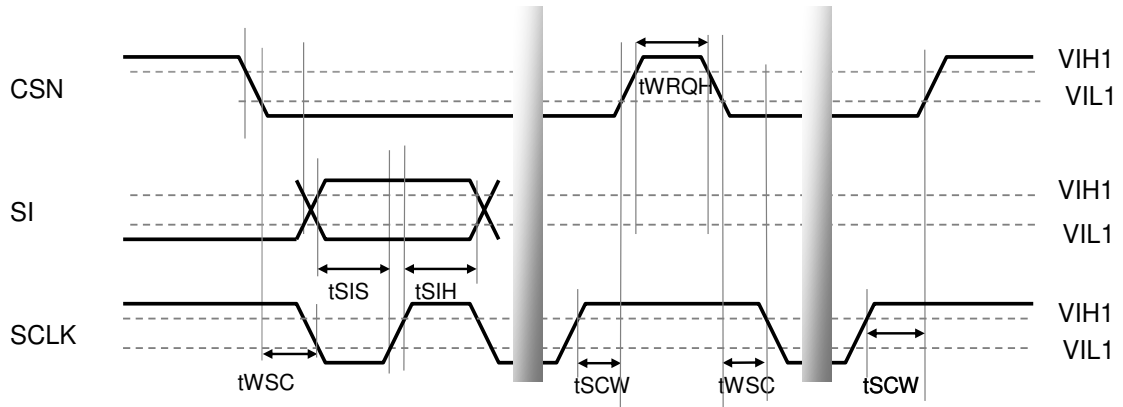 CSN
tWRQH
VIH1
VIL1
SI
VIH1
VIL1
tSIS
tSIH
SCLK
VIH1
VIL1
tWSC
tSCW
tWSC
tSCW